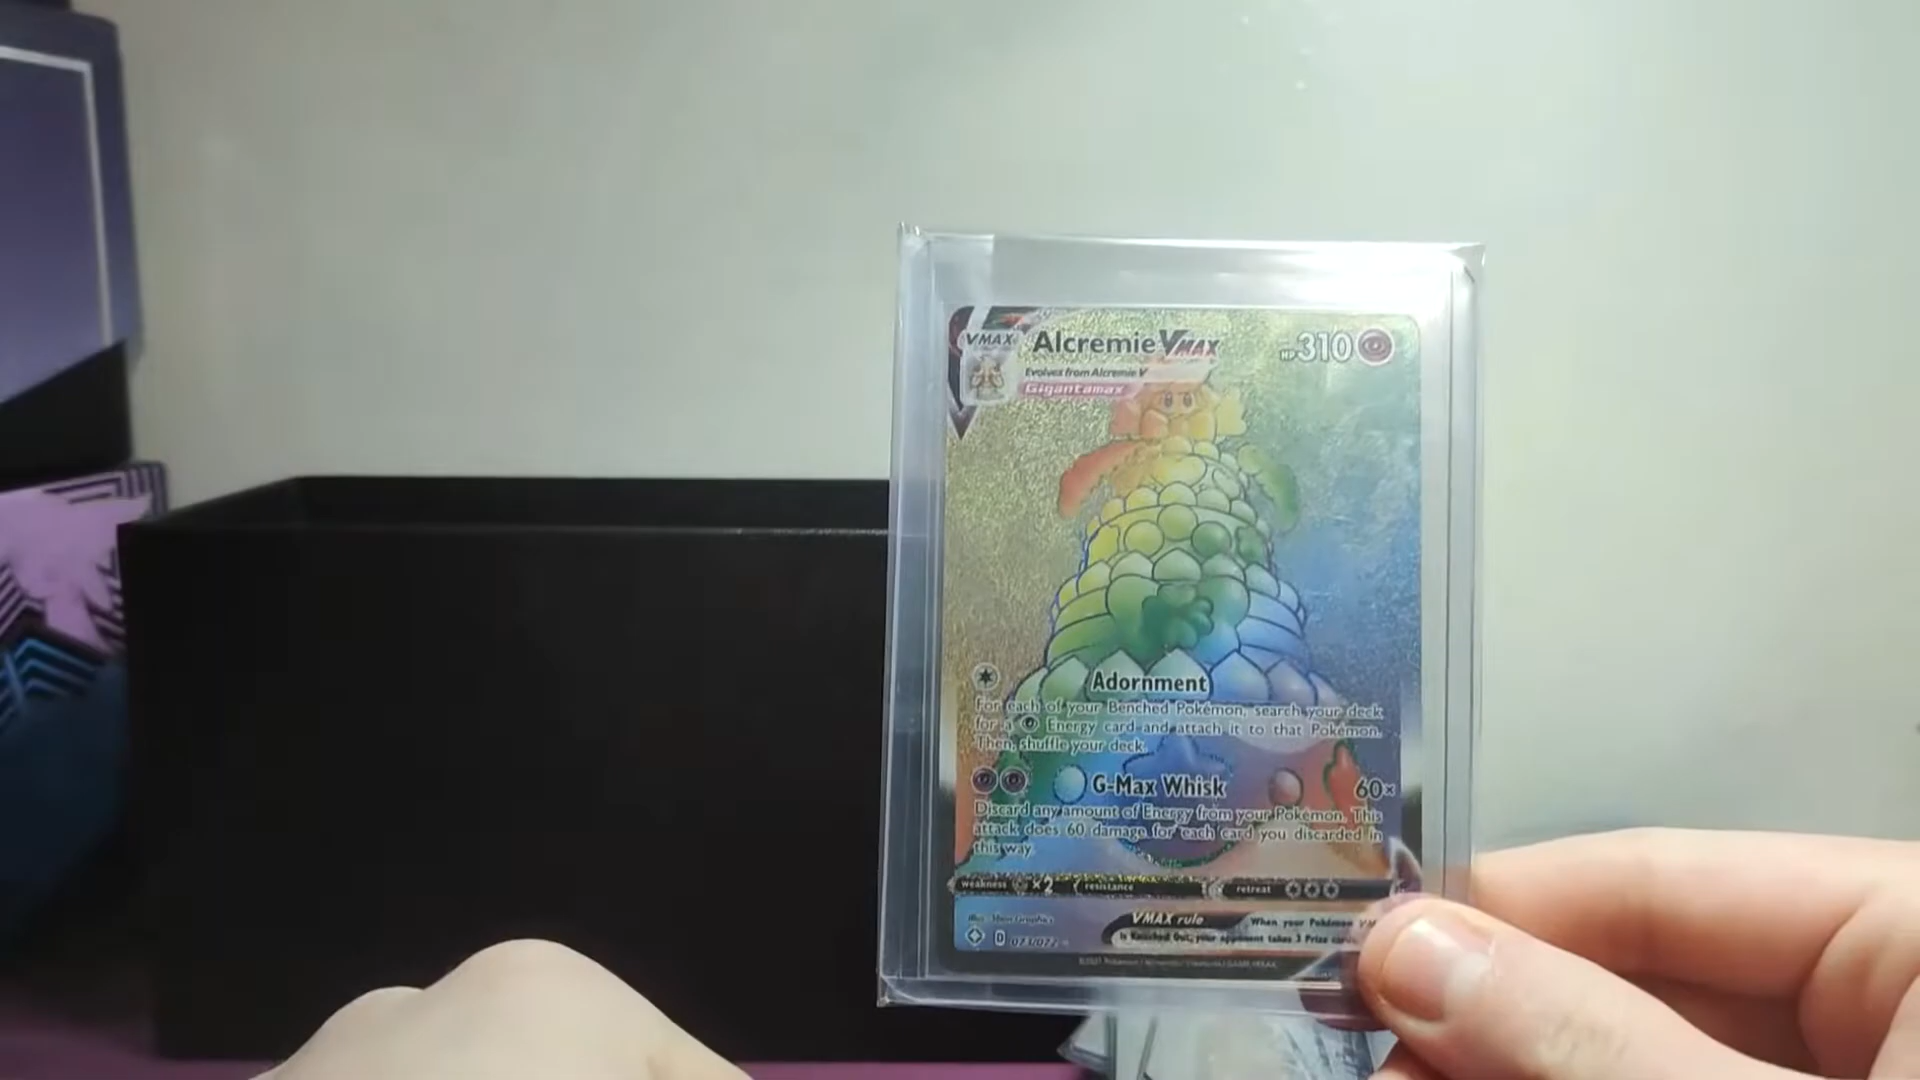 VMAX
Alcremie VMAX
HP 310
Evolves from Alcremie V
Gigantamax
Adornment
For each of your Benched Pokémon, search your deck
for a Energy card and attach it to that Pokémon.
Then, shuffle your deck.
G-Max Whisk 60×
Discard any amount of Energy from your Pokémon. This
attack does 60 damage for each card you discarded in
this way.
weakness ×2 resistance retreat
VMAX rule When your Pokémon
is Knocked Out, your opponent takes 3 Prize cards.
D 073/072